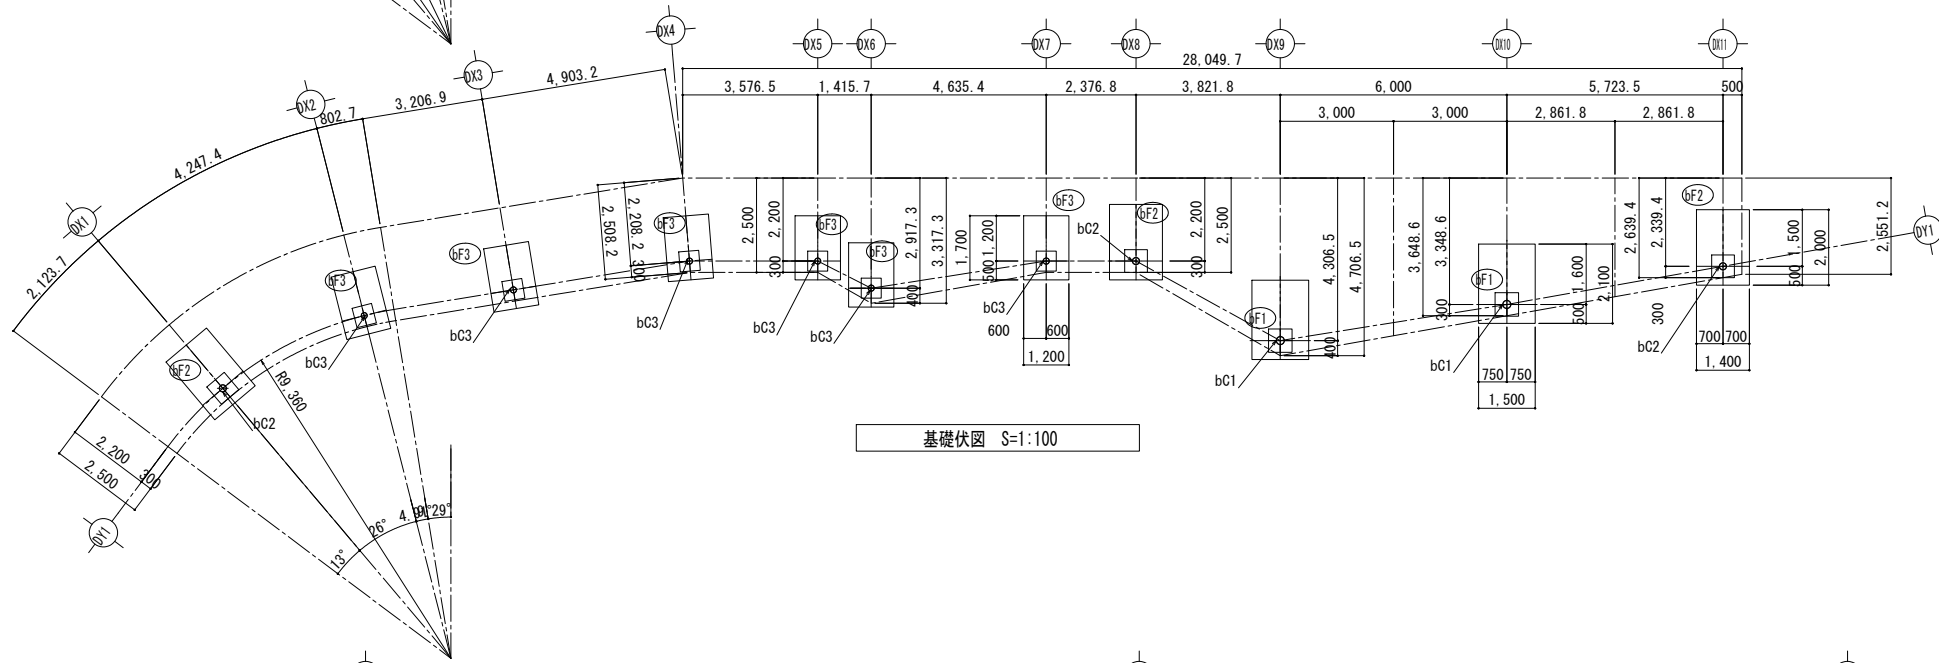 DX1
DX2
DX3
DX4
DX5
DX6
DX7
DX8
DX9
DX10
DX11
28,049.7
2,123.7
4,247.4
802.7
3,206.9
4,903.2
3,576.5
1,415.7
4,635.4
2,376.8
3,821.8
6,000
5,723.5
500
3,000
3,000
2,861.8
2,861.8
bF2
bF3
bF3
bF3
bF3
bF3
bF3
bF2
bF1
bF1
bF2
2,508.2
2,208.2
300
2,500
2,200
300
2,917.3
3,317.3
400
1,700
1,200
500
2,200
2,500
300
4,306.5
4,706.5
400
3,648.6
3,348.6
300
1,600
500
2,100
2,639.4
2,339.4
300
1,500
500
2,000
2,551.2
DY1
bC2
bC3
bC3
bC3
bC3
bC3
bC3
bC2
bC1
bC1
bC2
600
600
1,200
750
750
1,500
700
700
1,400
R9,360
2,200
300
2,500
DY1
13°
26°
29°
基礎伏図 S=1:100